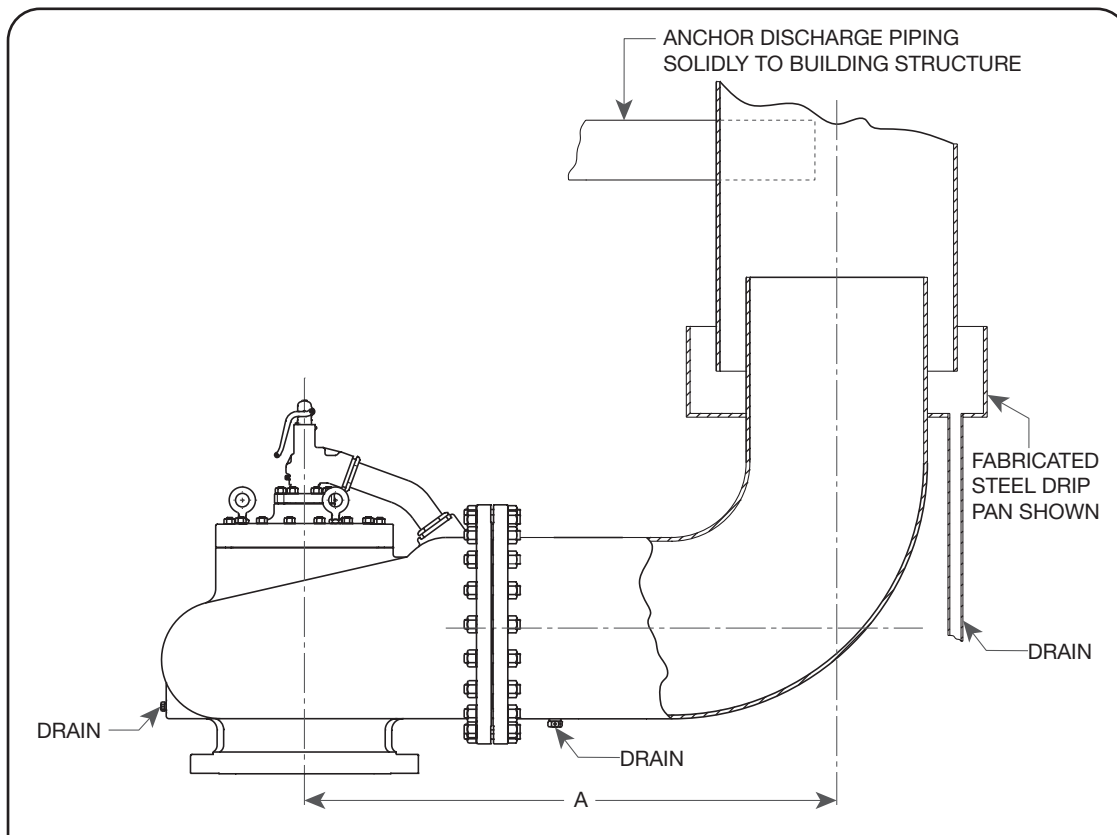 ANCHOR DISCHARGE PIPING
SOLIDLY TO BUILDING STRUCTURE
FABRICATED
STEEL DRIP
PAN SHOWN
DRAIN
DRAIN
DRAIN
A